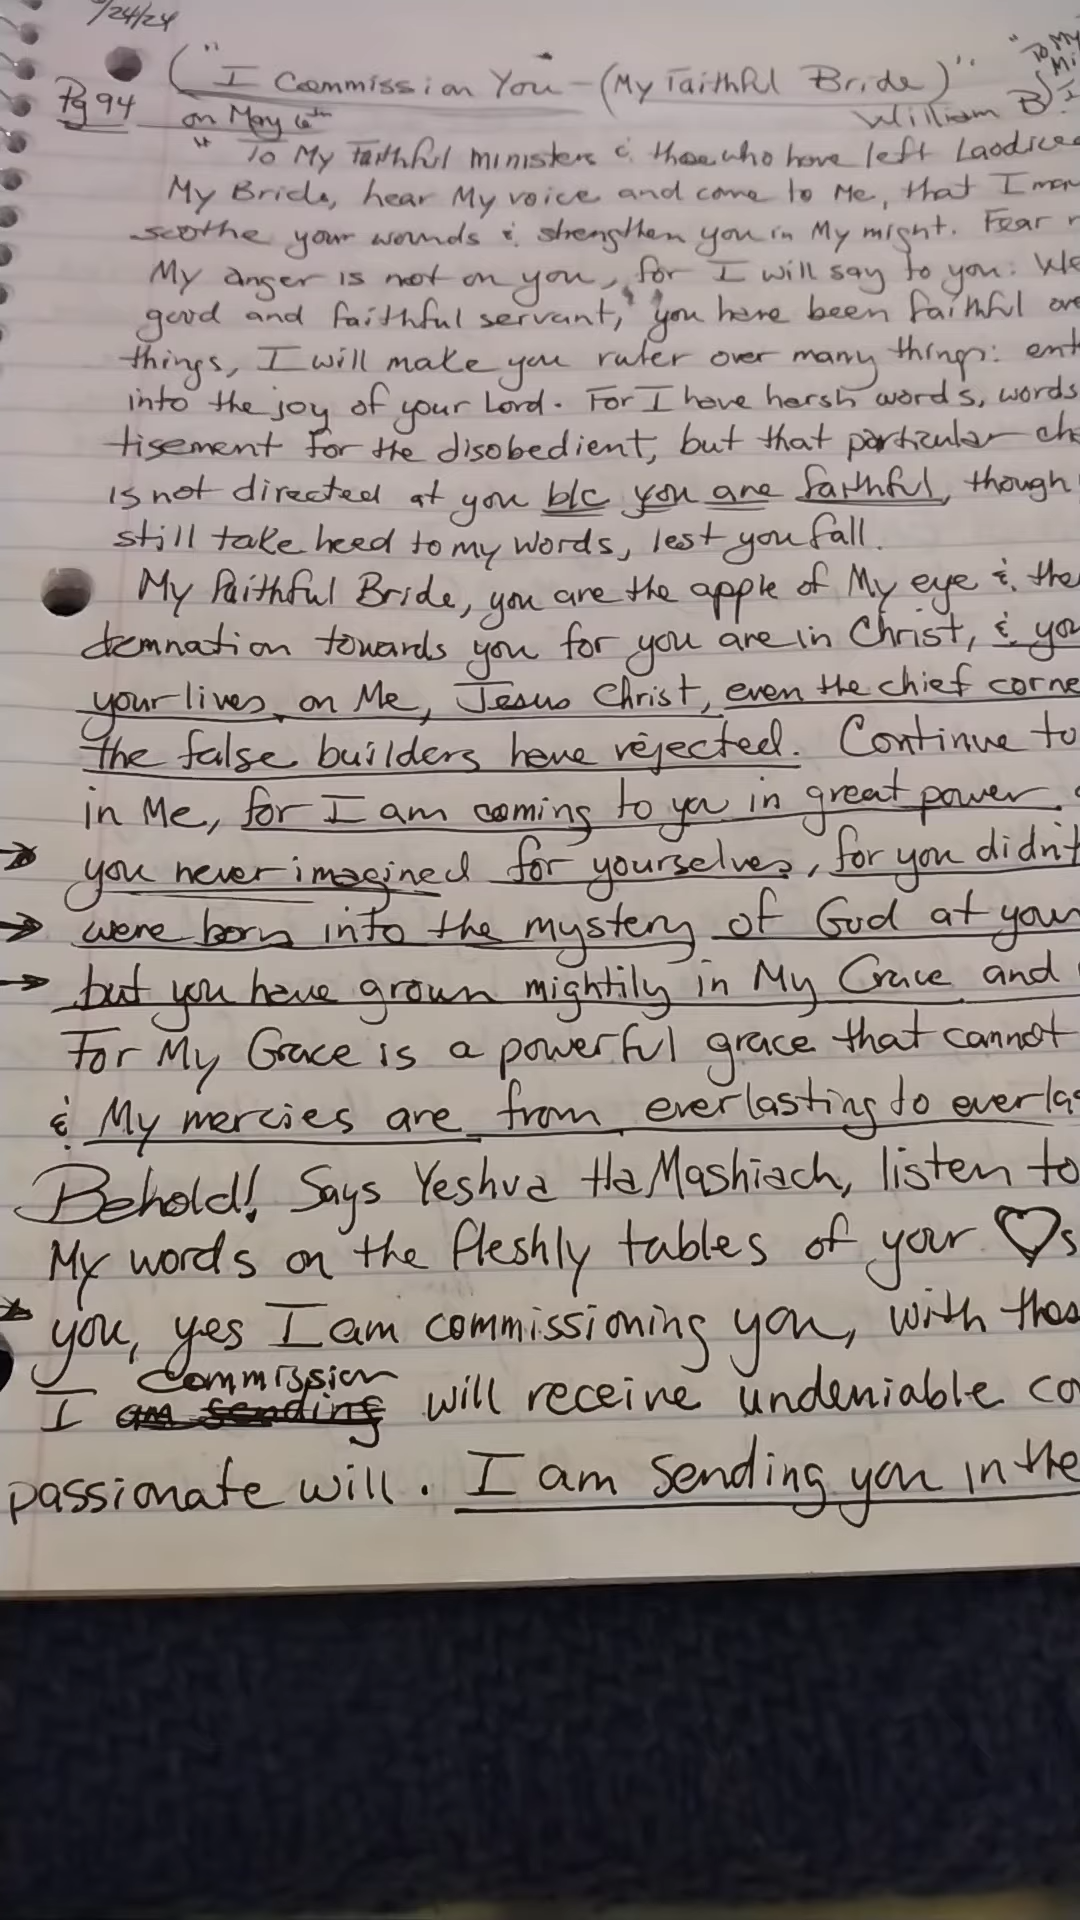 /24/24
("I Commission You - (My Faithful Bride)"
"To My
Pg 94
on May 6th
William B
"To My faithful ministers & those who have left Laodicea
My Bride, hear My voice and come to Me, that I may
soothe your wounds & strengthen you in My might. Fear
My anger is not on you, for I will say to you: We
good and faithful servant, you have been faithful ove
things, I will make you ruler over many things: ent
into the joy of your Lord. For I have harsh words, words
tisement for the disobedient, but that particular cha
is not directed at you b/c you are faithful, though
still take heed to my words, lest you fall.
My faithful Bride, you are the apple of My eye & the
demnation towards you for you are in Christ, & you
your lives on Me, Jesus Christ, even the chief corne
the false builders have rejected. Continue to
in Me, for I am coming to you in great power.
→ you never imagined for yourselves, for you didn't
→ were born into the mystery of God at your
→ but you have grown mightily in My Grace and
For My Grace is a powerful grace that cannot
& My mercies are from everlasting to everlas
Behold! Says Yeshua HaMashiach, listen to
My words on the fleshly tables of your ♡s
you, yes I am commissioning you, with thos
commission
I am sending will receive undeniable co
passionate will. I am sending you in the